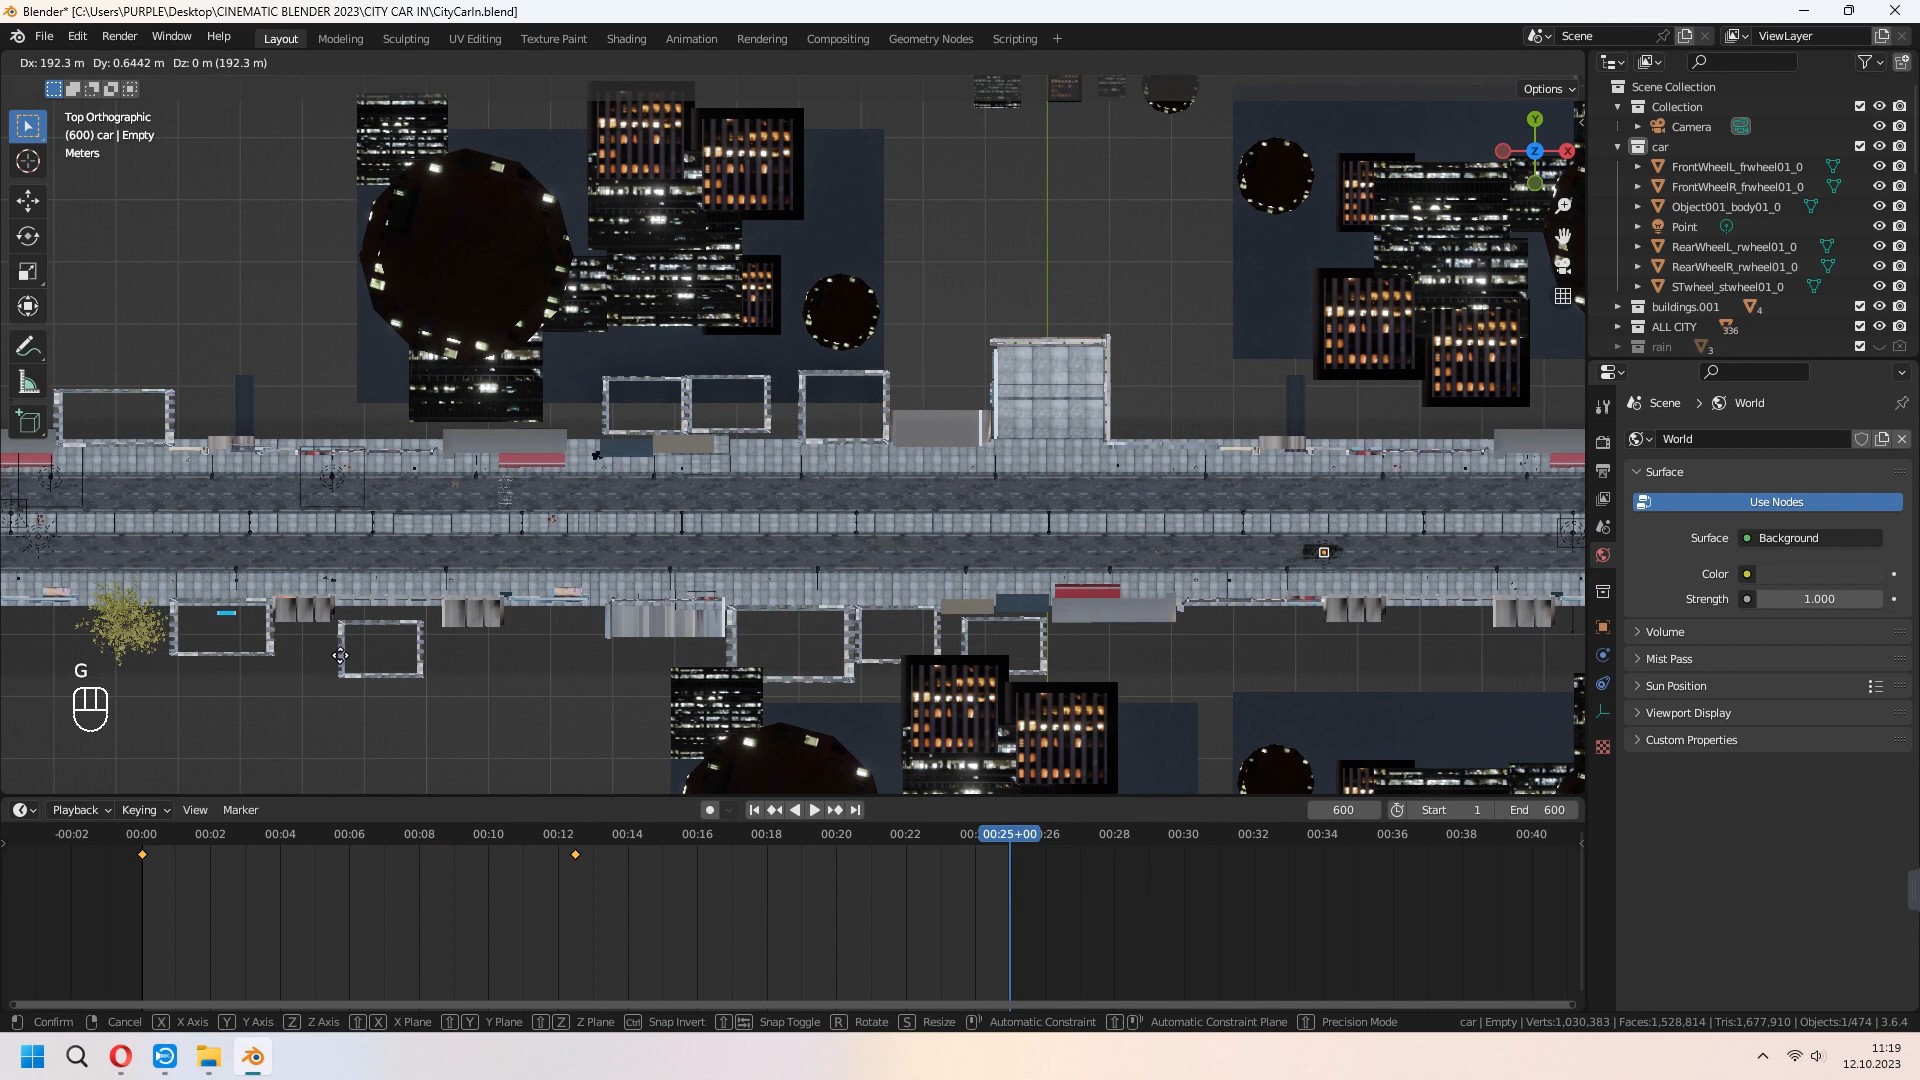 Blender* [C:\Users\PURPLE\Desktop\CINEMATIC BLENDER 2023\CITY CAR IN\CityCarIn.blend]
File Edit Render Window Help
Layout Modeling Sculpting UV Editing Texture Paint Shading Animation Rendering Compositing Geometry Nodes Scripting +
Scene
ViewLayer
Dx: 192.3 m Dy: 0.6442 m Dz: 0 m (192.3 m)
Options
Top Orthographic
(600) car | Empty
Meters
Y
Z
X
G
Scene Collection
Collection
Camera
car
FrontWheelL_frwheel01_0
FrontWheelR_frwheel01_0
Object001_body01_0
Point
RearWheelL_rwheel01_0
RearWheelR_rwheel01_0
STwheel_stwheel01_0
buildings.001 4
ALL CITY 336
rain 3
Scene > World
World
Surface
Use Nodes
Surface Background
Color
Strength 1.000
Volume
Mist Pass
Sun Position
Viewport Display
Custom Properties
Playback Keying View Marker
600 Start 1 End 600
-00:02 00:00 00:02 00:04 00:06 00:08 00:10 00:12 00:14 00:16 00:18 00:20 00:22 00:25+00 :26 00:28 00:30 00:32 00:34 00:36 00:38 00:40
Confirm Cancel X X Axis Y Y Axis Z Z Axis X X Plane Y Y Plane Z Z Plane Ctrl Snap Invert Snap Toggle R Rotate S Resize Automatic Constraint Automatic Constraint Plane Precision Mode
car | Empty | Verts:1,030,383 | Faces:1,528,814 | Tris:1,677,910 | Objects:1/474 | 3.6.4
11:19
12.10.2023